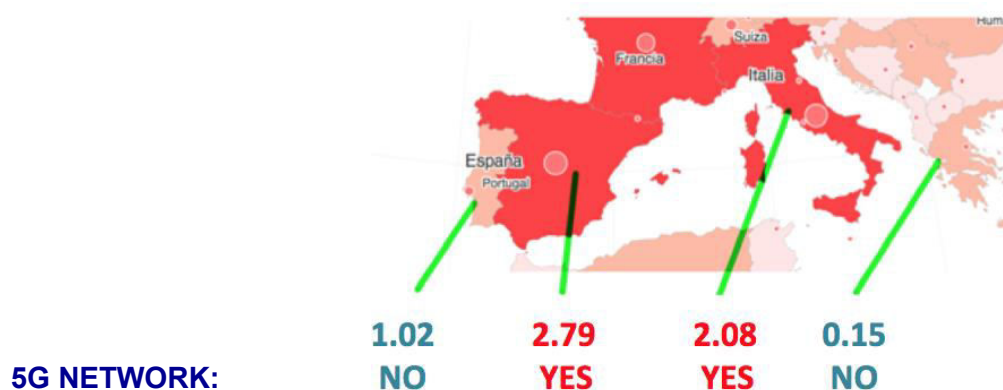 Hum
Suiza
Francia
Italia
España
Portugal
1.02 2.79 2.08 0.15
5G NETWORK: NO YES YES NO